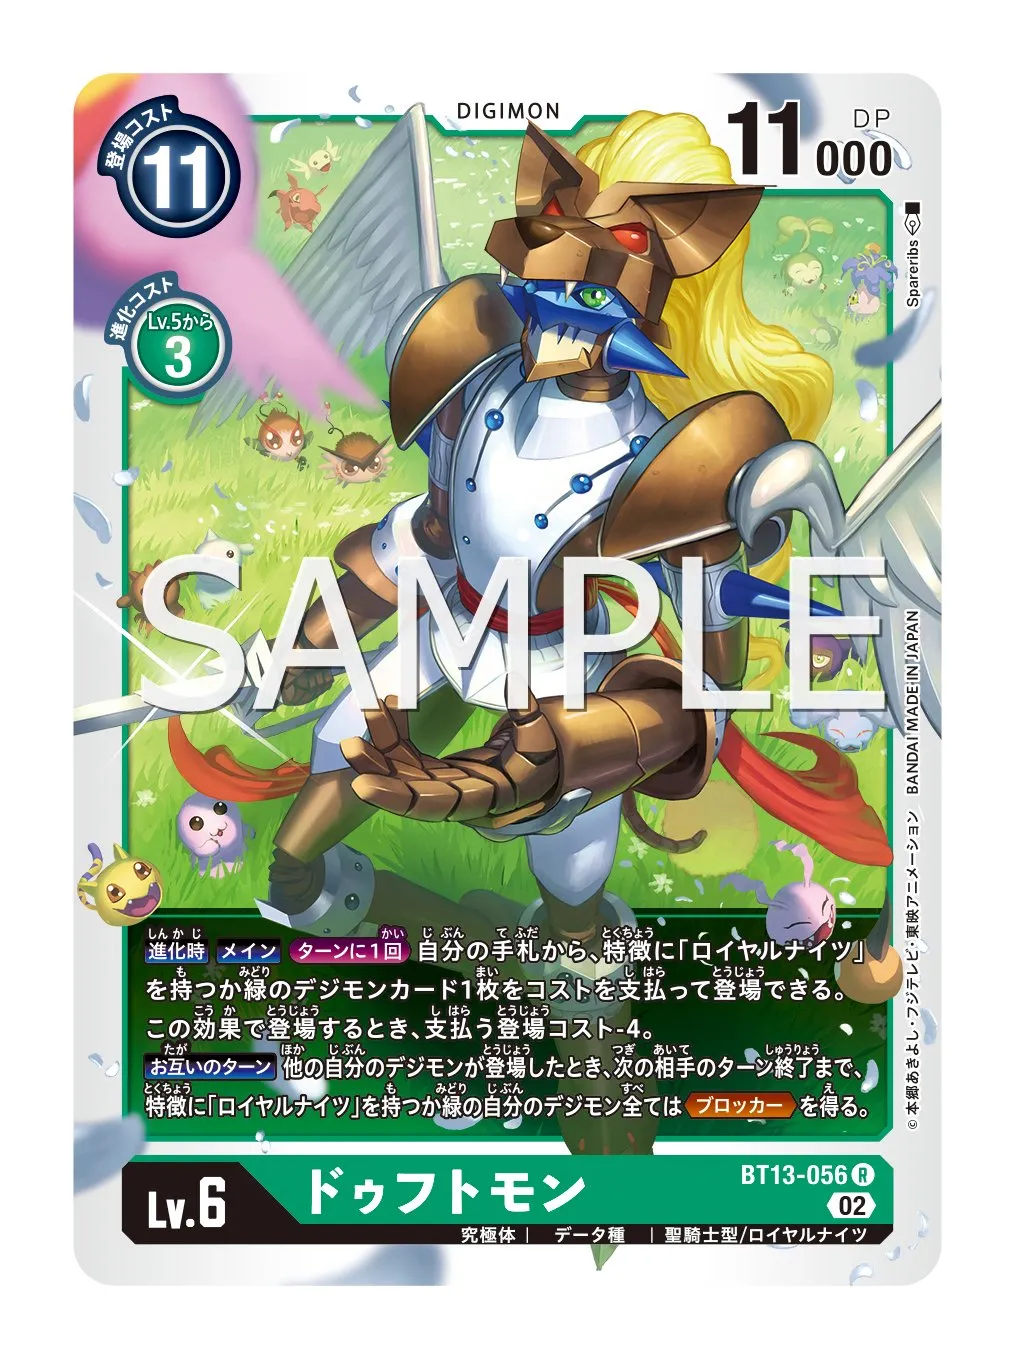 DIGIMON
登場コスト
11
11000 DP
進化コスト
Lv.5から
3
Spareribs
SAMPLE
進化時 メイン ターンに1回 自分の手札から、特徴に「ロイヤルナイツ」
を持つか緑のデジモンカード1枚をコストを支払って登場できる。
この効果で登場するとき、支払う登場コスト-4。
お互いのターン 他の自分のデジモンが登場したとき、次の相手のターン終了まで、
特徴に「ロイヤルナイツ」を持つか緑の自分のデジモン全ては ブロッカー を得る。
©本郷あきよし・フジテレビ・東映アニメーション BANDAI MADE IN JAPAN
Lv.6
ドゥフトモン
BT13-056 R
02
究極体 | データ種 | 聖騎士型/ロイヤルナイツ